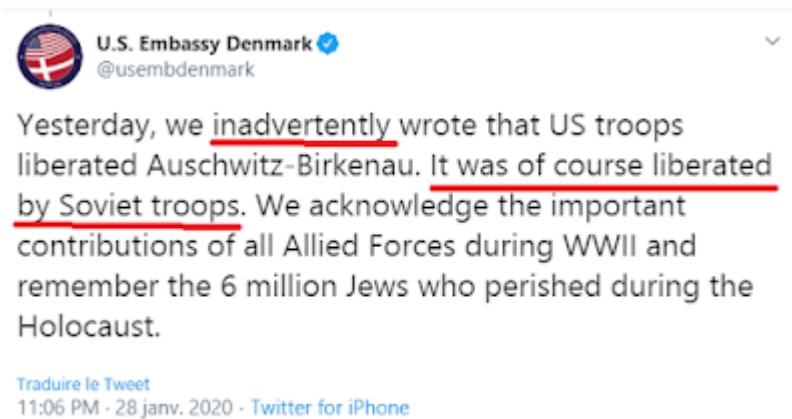 U.S. Embassy Denmark
@usembdenmark
Yesterday, we inadvertently wrote that US troops
liberated Auschwitz-Birkenau. It was of course liberated
by Soviet troops. We acknowledge the important
contributions of all Allied Forces during WWII and
remember the 6 million Jews who perished during the
Holocaust.
Traduire le Tweet
11:06 PM · 28 janv. 2020 · Twitter for iPhone